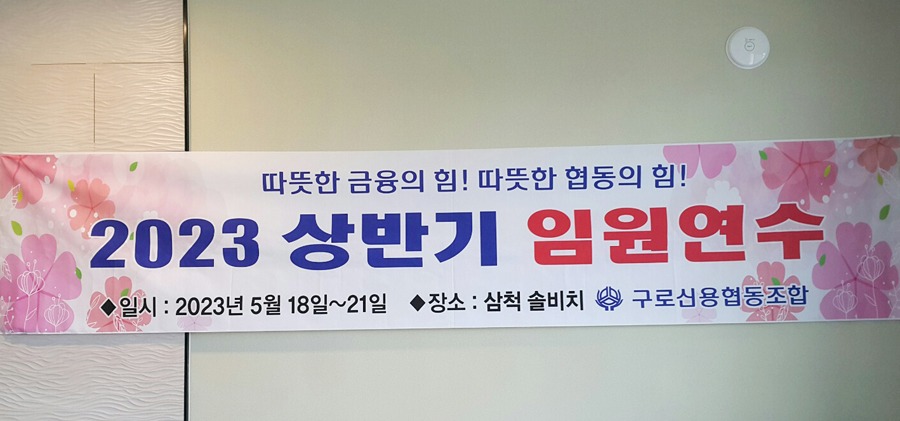 따뜻한 금융의 힘! 따뜻한 협동의 힘!
2023 상반기 임원연수
◆일시 : 2023년 5월 18일~21일 ◆장소 : 삼척 솔비치 구로신용협동조합